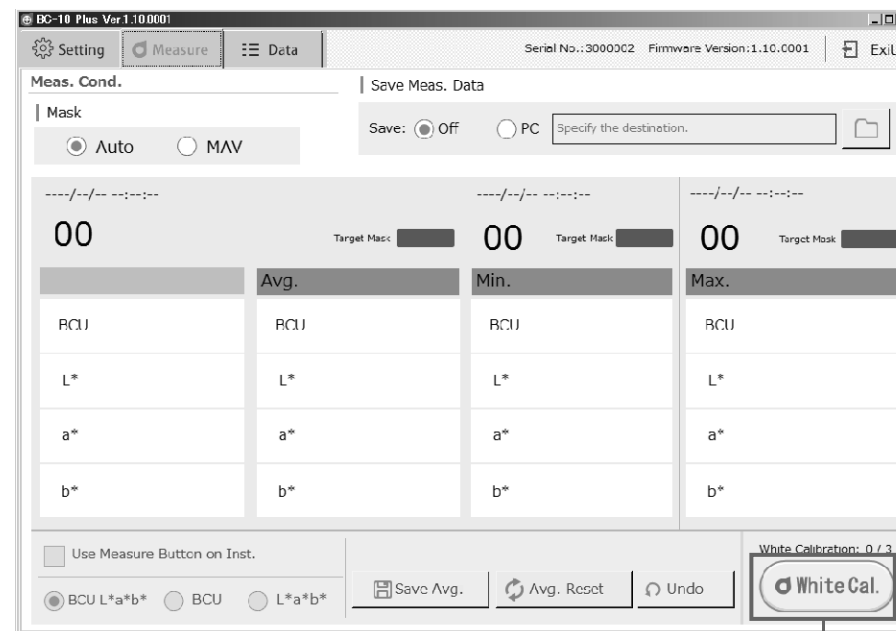 BC-10 Plus Ver.1.10.0001
Setting Measure Data Serial No.:3000002 Firmware Version:1.10.0001 Exit
Meas. Cond.
Save Meas. Data
Mask
Save: Off PC Specify the destination.
Auto MAV
----/--/-- --:--:-- ----/--/-- --:--:-- ----/--/-- --:--:--
00 Target Mask 00 Target Mask 00 Target Mask
Avg. Min. Max.
BCU BCU BCU BCU
L* L* L* L*
a* a* a* a*
b* b* b* b*
White Calibration: 0 / 3
Use Measure Button on Inst.
BCU L*a*b* BCU L*a*b* Save Avg. Avg. Reset Undo White Cal.